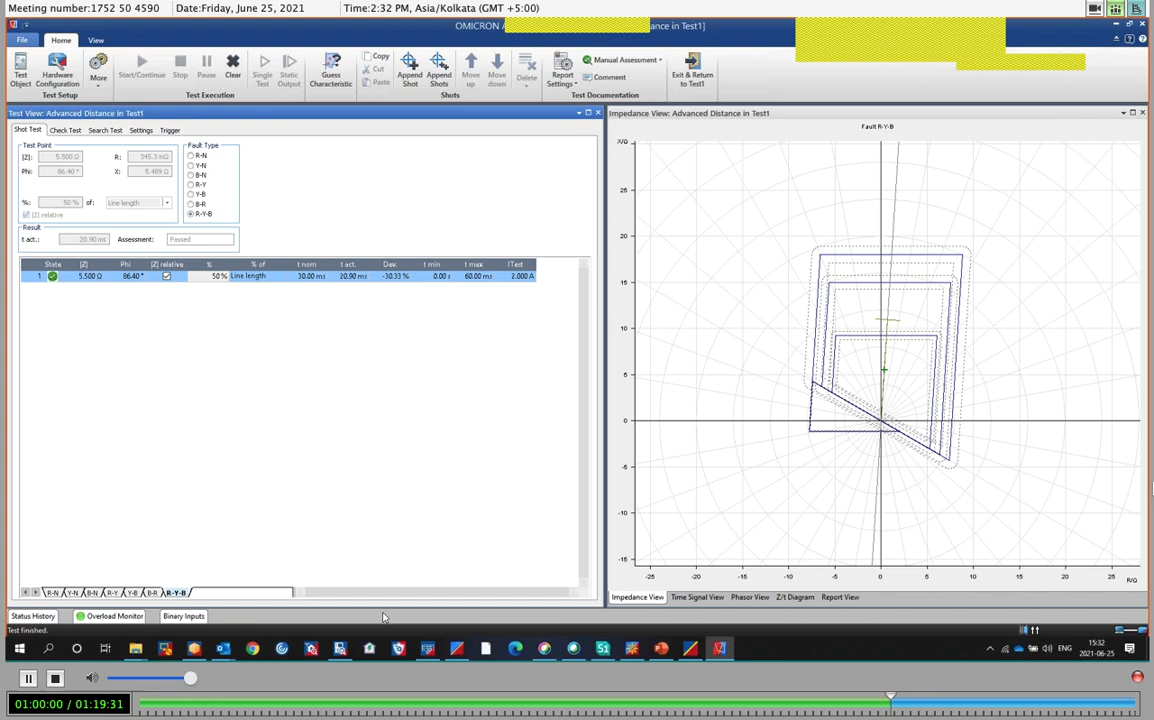 Meeting number:1752 50 4590 Date:Friday, June 25, 2021 Time:2:32 PM, Asia/Kolkata (GMT +5:00)
OMICRON ance in Test1]
File Home View
Test Object Hardware Configuration More Start/Continue Stop Pause Clear Single Test Static Output Guess Characteristic Copy Cut Paste Append Shot Append Shots Move up Move down Delete Report Settings Manual Assessment Comment Exit & Return to Test1
Test Setup Test Execution Shots Test Documentation
Test View: Advanced Distance in Test1
Shot Test Check Test Search Test Settings Trigger
Test Point
|Z|: 5.500 Ω R: 345.3 mΩ
Phi: 86.40 ° X: 5.489 Ω
%: 50 % of: Line length
|Z| relative
Fault Type
R-N
Y-N
B-N
R-Y
Y-B
B-R
R-Y-B
Result
t act.: 20.90 ms Assessment: Passed
State |Z| Phi |Z| relative % % of t nom t act. Dev. t min t max ITest
1 5.500 Ω 86.40 ° 50 % Line length 30.00 ms 20.90 ms -30.33 % 0.00 s 60.00 ms 2.000 A
R-N Y-N B-N R-Y Y-B B-R R-Y-B
Impedance View: Advanced Distance in Test1
Fault R-Y-B
X/Ω
25
20
15
10
5
0
-5
-10
-15
-25 -20 -15 -10 -5 0 5 10 15 20 25 R/Ω
Impedance View Time Signal View Phasor View Z/t Diagram Report View
Status History Overload Monitor Binary Inputs
Test finished.
ENG 15:32
2021-06-25
01:00:00 / 01:19:31